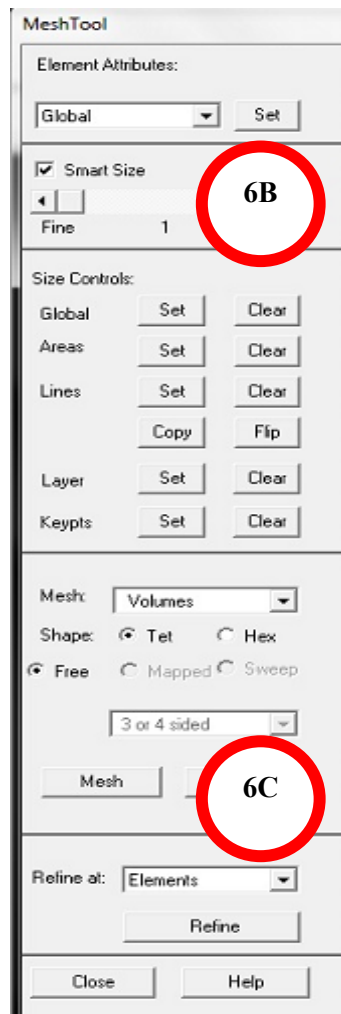 MeshTool
Element Attributes:
Global Set
Smart Size
6B
Fine 1
Size Controls:
Global Set Clear
Areas Set Clear
Lines Set Clear
Copy Flip
Layer Set Clear
Keypts Set Clear
Mesh: Volumes
Shape: Tet Hex
Free Mapped Sweep
3 or 4 sided
Mesh
6C
Refine at: Elements
Refine
Close Help